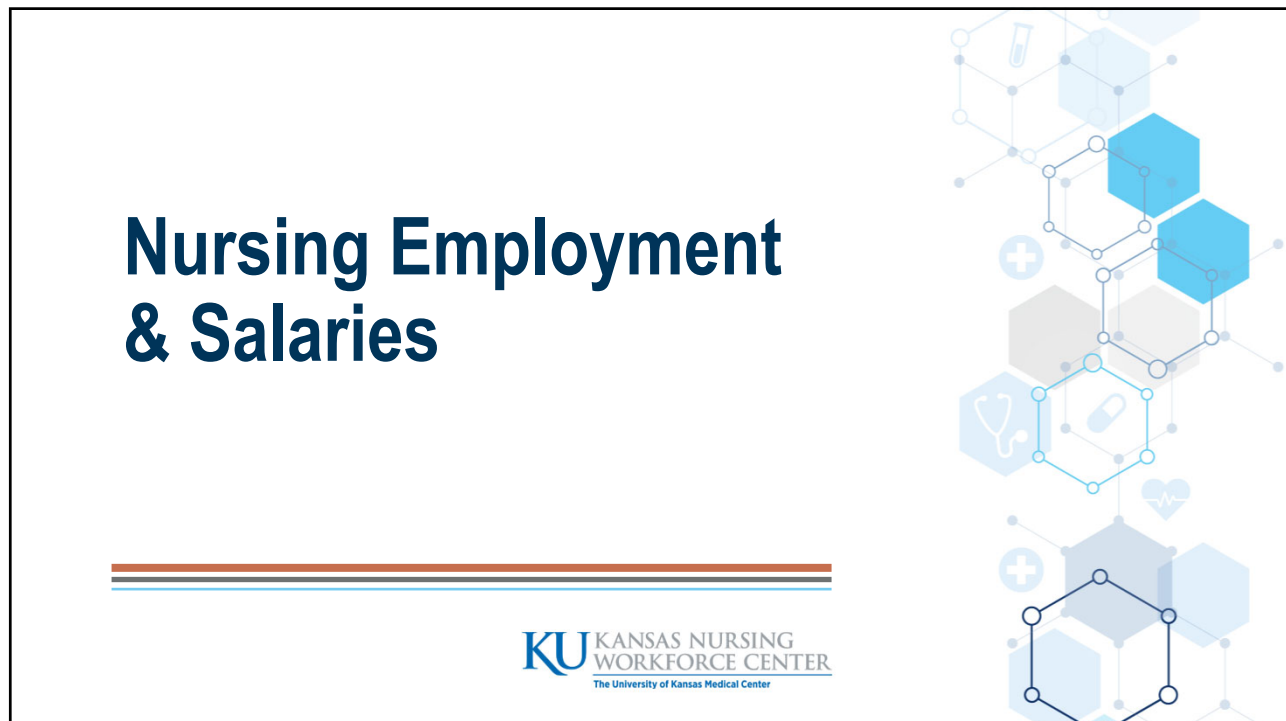 Nursing Employment
& Salaries
KU KANSAS NURSING
WORKFORCE CENTER
The University of Kansas Medical Center